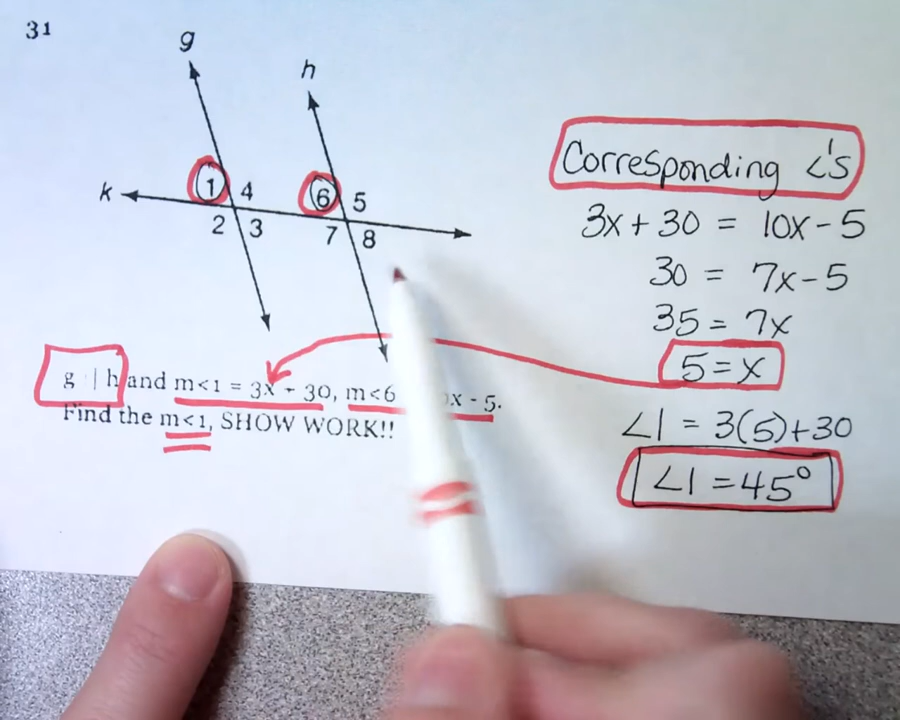 31
g
h
k
1 4
6 5
2 3
7 8
g | h and m<1 = 3x - 30, m<6 x - 5.
Find the m<1, SHOW WORK!!
Corresponding ∠'s
3x + 30 = 10x - 5
30 = 7x - 5
35 = 7x
5 = x
∠1 = 3(5) + 30
∠1 = 45°